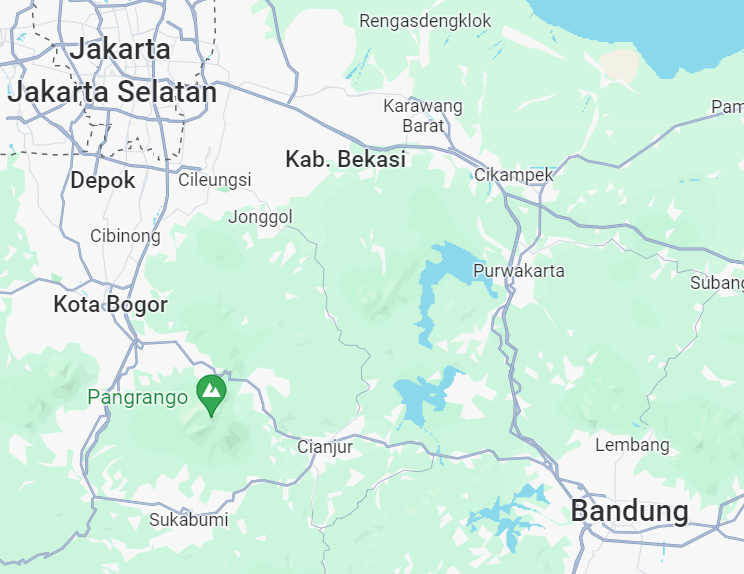 Rengasdengklok
Jakarta
Jakarta Selatan
Karawang
Barat
Pam
Kab. Bekasi
Depok
Cileungsi
Cikampek
Jonggol
Cibinong
Purwakarta
Subang
Kota Bogor
Pangrango
Cianjur
Lembang
Sukabumi
Bandung